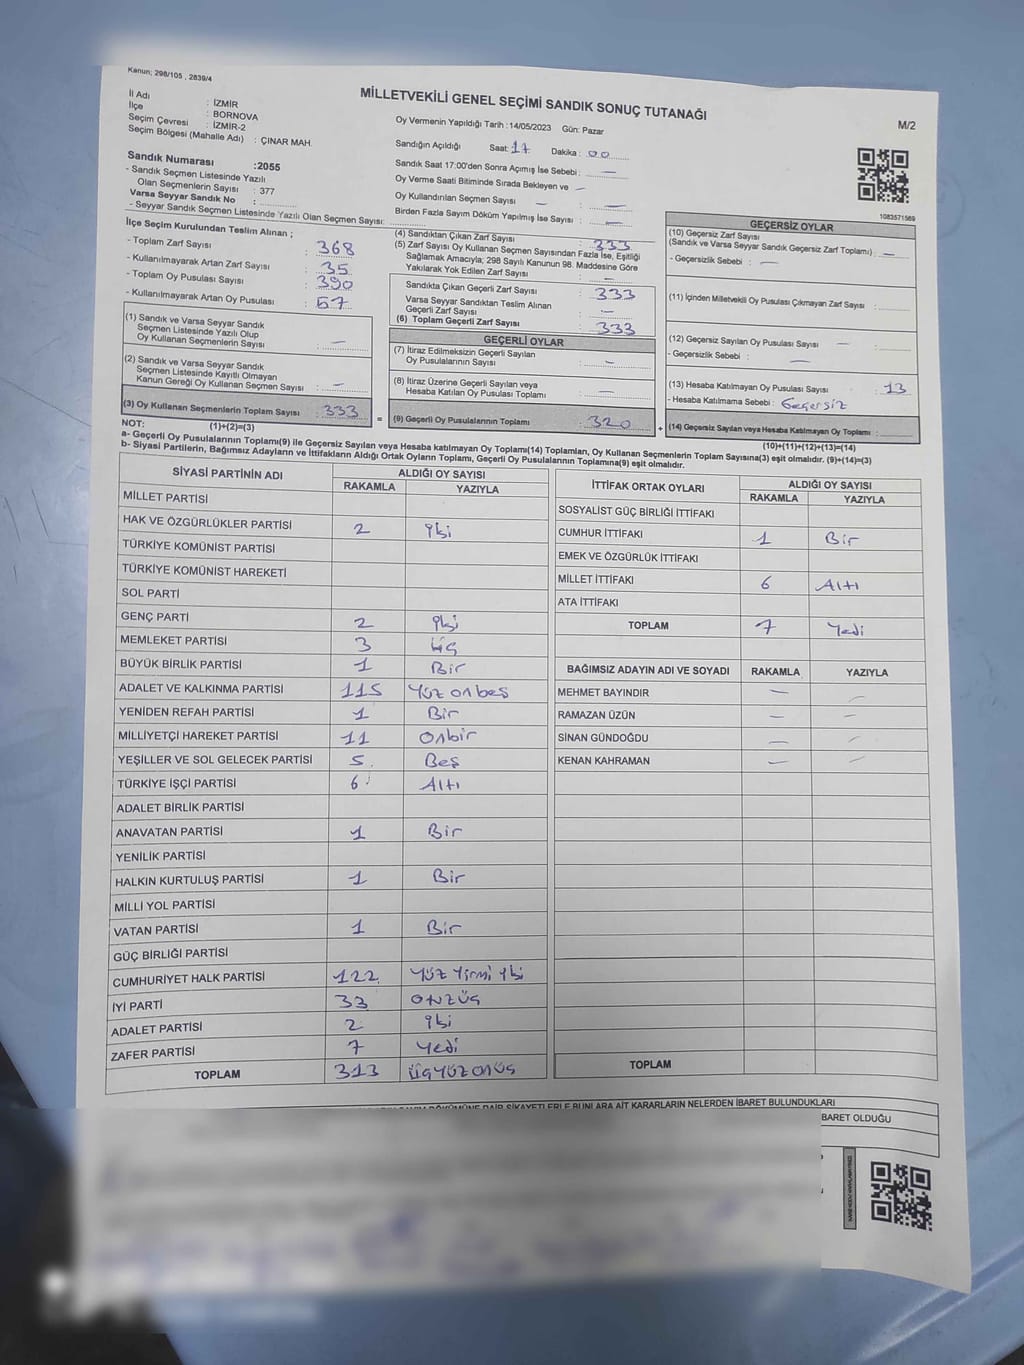 Kanun; 298/105 , 2839/4
MİLLETVEKİLİ GENEL SEÇİMİ SANDIK SONUÇ TUTANAĞI
M/2
İl Adı : İZMİR
İlçe : BORNOVA
Seçim Çevresi : İZMİR-2
Seçim Bölgesi (Mahalle Adı) : ÇINAR MAH.
Oy Vermenin Yapıldığı Tarih : 14/05/2023 Gün: Pazar
Sandığın Açıldığı Saat: 17 Dakika : 00
Sandık Saat 17:00'den Sonra Açımış İse Sebebi : —
Oy Verme Saati Bitiminde Sırada Bekleyen ve —
Oy Kullandırılan Seçmen Sayısı — : —
Birden Fazla Sayım Döküm Yapılmış İse Sayısı : —
Sandık Numarası :2055
- Sandık Seçmen Listesinde Yazılı
Olan Seçmenlerin Sayısı : 377
Varsa Seyyar Sandık No :
- Seyyar Sandık Seçmen Listesinde Yazılı Olan Seçmen Sayısı:
1083571569
İlçe Seçim Kurulundan Teslim Alınan ;
- Toplam Zarf Sayısı : 368
- Kullanılmayarak Artan Zarf Sayısı : 35
- Toplam Oy Pusulası Sayısı : 390
- Kullanılmayarak Artan Oy Pusulası : 57
(1) Sandık ve Varsa Seyyar Sandık
Seçmen Listesinde Yazılı Olup
Oy Kullanan Seçmenlerin Sayısı : —
(2) Sandık ve Varsa Seyyar Sandık
Seçmen Listesinde Kayıtlı Olmayan
Kanun Gereği Oy Kullanan Seçmen Sayısı : —
(3) Oy Kullanan Seçmenlerin Toplam Sayısı : 333
(4) Sandıktan Çıkan Zarf Sayısı : 333
(5) Zarf Sayısı Oy Kullanan Seçmen Sayısından Fazla İse, Eşitliği
Sağlamak Amacıyla; 298 Sayılı Kanunun 98. Maddesine Göre
Yakılarak Yok Edilen Zarf Sayısı : —
Sandıkta Çıkan Geçerli Zarf Sayısı : 333
Varsa Seyyar Sandıktan Teslim Alınan
Geçerli Zarf Sayısı : —
(6) Toplam Geçerli Zarf Sayısı : 333
GEÇERLİ OYLAR
(7) İtiraz Edilmeksizin Geçerli Sayılan
Oy Pusulalarının Sayısı : —
(8) İtiraz Üzerine Geçerli Sayılan veya
Hesaba Katılan Oy Pusulası Toplamı : —
= (9) Geçerli Oy Pusulalarının Toplamı : 320
GEÇERSİZ OYLAR
(10) Geçersiz Zarf Sayısı
(Sandık ve Varsa Seyyar Sandık Geçersiz Zarf Toplamı) : —
- Geçersizlik Sebebi : —
(11) İçinden Milletvekili Oy Pusulası Çıkmayan Zarf Sayısı :
(12) Geçersiz Sayılan Oy Pusulası Sayısı — :
- Geçersizlik Sebebi : —
(13) Hesaba Katılmayan Oy Pusulası Sayısı : 13
- Hesaba Katılmama Sebebi : Geçersiz
+ (14) Geçersiz Sayılan veya Hesaba Katılmayan Oy Toplamı :
NOT: (1)+(2)=(3) (10)+(11)+(12)+(13)=(14)
a- Geçerli Oy Pusulalarının Toplamı(9) ile Geçersiz Sayılan veya Hesaba katılmayan Oy Toplamı(14) Toplamları, Oy Kullanan Seçmenlerin Toplam Sayısına(3) eşit olmalıdır. (9)+(14)=(3)
b- Siyasi Partilerin, Bağımsız Adayların ve İttifakların Aldığı Ortak Oyların Toplamı, Geçerli Oy Pusulalarının Toplamına(9) eşit olmalıdır.
SİYASİ PARTİNİN ADI ALDIĞI OY SAYISI
RAKAMLA YAZIYLA
MİLLET PARTİSİ
HAK VE ÖZGÜRLÜKLER PARTİSİ 2 iki
TÜRKİYE KOMÜNİST PARTİSİ
TÜRKİYE KOMÜNİST HAREKETİ
SOL PARTİ
GENÇ PARTİ 2 iki
MEMLEKET PARTİSİ 3 üç
BÜYÜK BİRLİK PARTİSİ 1 Bir
ADALET VE KALKINMA PARTİSİ 115 Yüz onbeş
YENİDEN REFAH PARTİSİ 1 Bir
MİLLİYETÇİ HAREKET PARTİSİ 11 Onbir
YEŞİLLER VE SOL GELECEK PARTİSİ 5 Beş
TÜRKİYE İŞÇİ PARTİSİ 6 Altı
ADALET BİRLİK PARTİSİ
ANAVATAN PARTİSİ 1 Bir
YENİLİK PARTİSİ
HALKIN KURTULUŞ PARTİSİ 1 Bir
MİLLİ YOL PARTİSİ
VATAN PARTİSİ 1 Bir
GÜÇ BİRLİĞİ PARTİSİ
CUMHURİYET HALK PARTİSİ 122 Yüz Yirmi iki
İYİ PARTİ 33 OTNZÜÇ
ADALET PARTİSİ 2 iki
ZAFER PARTİSİ 7 Yedi
TOPLAM 313 üçyüzonüç
İTTİFAK ORTAK OYLARI ALDIĞI OY SAYISI
RAKAMLA YAZIYLA
SOSYALİST GÜÇ BİRLİĞİ İTTİFAKI
CUMHUR İTTİFAKI 1 Bir
EMEK VE ÖZGÜRLÜK İTTİFAKI
MİLLET İTTİFAKI 6 Altı
ATA İTTİFAKI
TOPLAM 7 Yedi
BAĞIMSIZ ADAYIN ADI VE SOYADI RAKAMLA YAZIYLA
MEHMET BAYINDIR — —
RAMAZAN ÜZÜN — —
SİNAN GÜNDOĞDU — —
KENAN KAHRAMAN — —
TOPLAM
DÖKÜMÜNE DAİR ŞİKAYETLERLE BUNLARA AİT KARARLARIN NELERDEN İBARET BULUNDUKLARI
BARET OLDUĞU